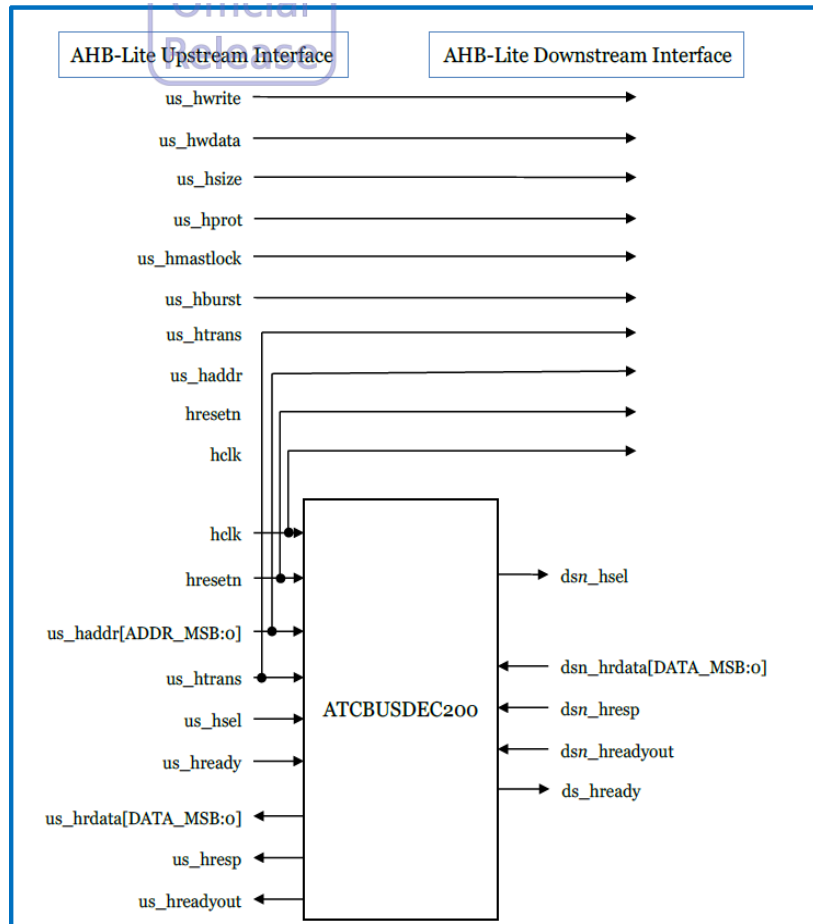 Official
Release
AHB-Lite Upstream Interface
AHB-Lite Downstream Interface
us_hwrite
us_hwdata
us_hsize
us_hprot
us_hmastlock
us_hburst
us_htrans
us_haddr
hresetn
hclk
hclk
hresetn
dsn_hsel
us_haddr[ADDR_MSB:0]
us_htrans
dsn_hrdata[DATA_MSB:0]
ATCBUSDEC200
us_hsel
dsn_hresp
us_hready
dsn_hreadyout
ds_hready
us_hrdata[DATA_MSB:0]
us_hresp
us_hreadyout